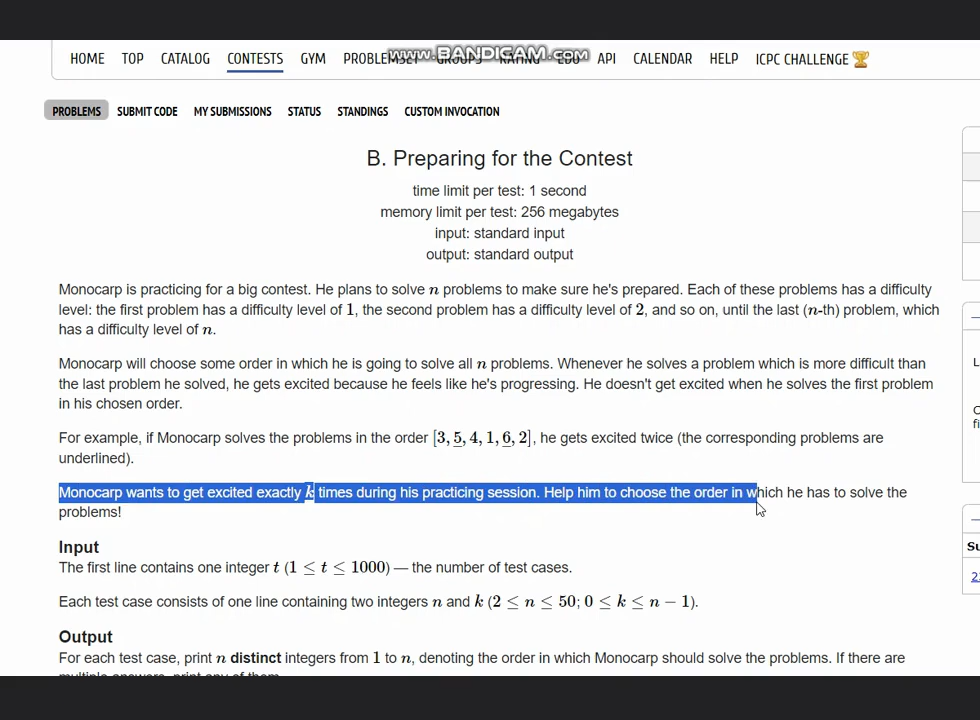 www.BANDICAM.com
HOME TOP CATALOG CONTESTS GYM PROBLEMSET GROUPS RATING EDU API CALENDAR HELP ICPC CHALLENGE 🏆
PROBLEMS SUBMIT CODE MY SUBMISSIONS STATUS STANDINGS CUSTOM INVOCATION
B. Preparing for the Contest
time limit per test: 1 second
memory limit per test: 256 megabytes
input: standard input
output: standard output
Monocarp is practicing for a big contest. He plans to solve n problems to make sure he's prepared. Each of these problems has a difficulty
level: the first problem has a difficulty level of 1, the second problem has a difficulty level of 2, and so on, until the last (n-th) problem, which
has a difficulty level of n.
Monocarp will choose some order in which he is going to solve all n problems. Whenever he solves a problem which is more difficult than
the last problem he solved, he gets excited because he feels like he's progressing. He doesn't get excited when he solves the first problem
in his chosen order.
For example, if Monocarp solves the problems in the order [3, 5, 4, 1, 6, 2], he gets excited twice (the corresponding problems are
underlined).
Monocarp wants to get excited exactly k times during his practicing session. Help him to choose the order in which he has to solve the
problems!
Input
The first line contains one integer t (1 ≤ t ≤ 1000) — the number of test cases.
Each test case consists of one line containing two integers n and k (2 ≤ n ≤ 50; 0 ≤ k ≤ n − 1).
Output
For each test case, print n distinct integers from 1 to n, denoting the order in which Monocarp should solve the problems. If there are
multiple answers, print any of them.